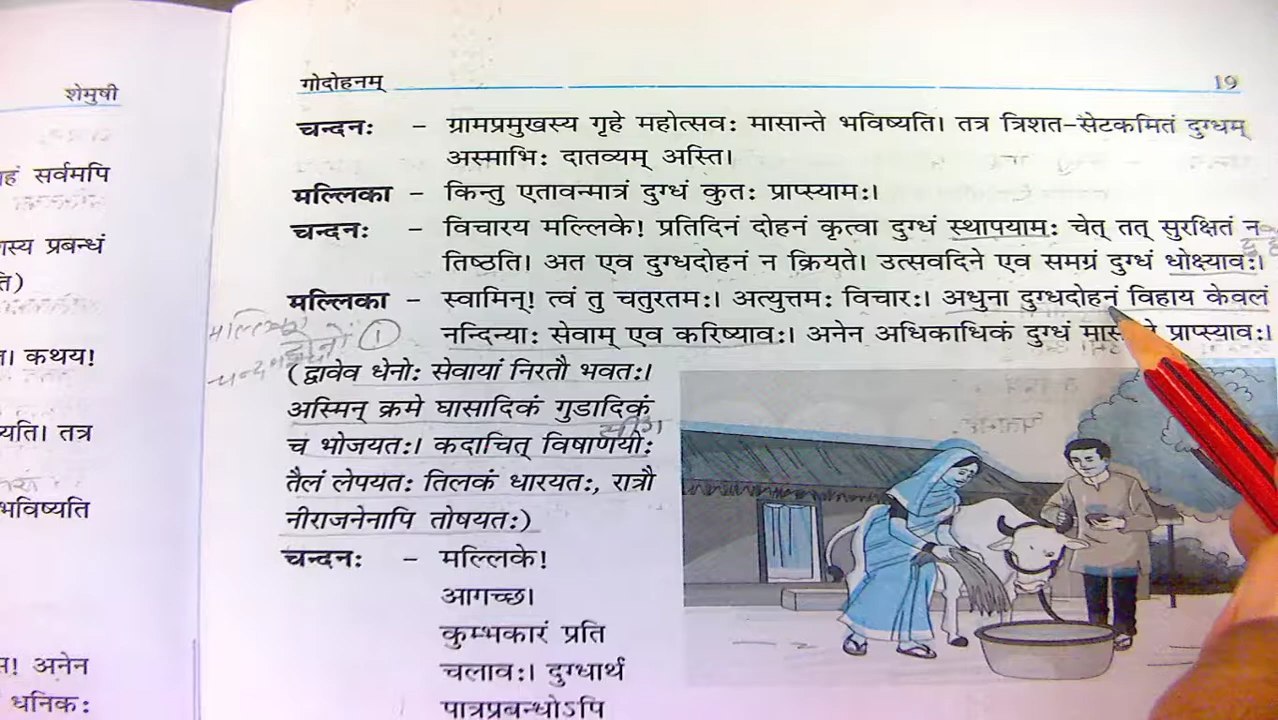 शेमुषी
हं सर्वमपि
स्य प्रबन्धं
ति)
त। कथय!
यति। तत्र
भविष्यति
स! अनेन
धनिकः
गोदोहनम् 19
चन्दनः - ग्रामप्रमुखस्य गृहे महोत्सवः मासान्ते भविष्यति। तत्र त्रिशत-सेटकमितं दुग्धम्
अस्माभिः दातव्यम् अस्ति।
मल्लिका - किन्तु एतावन्मात्रं दुग्धं कुतः प्राप्स्यामः।
चन्दनः - विचारय मल्लिके! प्रतिदिनं दोहनं कृत्वा दुग्धं स्थापयामः चेत् तत् सुरक्षितं न
तिष्ठति। अत एव दुग्धदोहनं न क्रियते। उत्सवदिने एव समग्रं दुग्धं धोक्ष्यावः।
मल्लिका - स्वामिन्! त्वं तु चतुरतमः। अत्युत्तमः विचारः। अधुना दुग्धदोहनं विहाय केवलं
नन्दिन्याः सेवाम् एव करिष्यावः। अनेन अधिकाधिकं दुग्धं प्राप्स्यावः।
मल्लिका
दोनों 1
(द्वावेव धेनोः सेवायां निरतौ भवतः।
अस्मिन् क्रमे घासादिकं गुडादिकं
सींग
च भोजयतः। कदाचित् विषाणयोः
तैलं लेपयतः तिलकं धारयतः, रात्रौ
नीराजनेनापि तोषयतः)
चन्दनः - मल्लिके!
आगच्छ।
कुम्भकारं प्रति
चलावः। दुग्धार्थं
पात्रप्रबन्धोऽपि